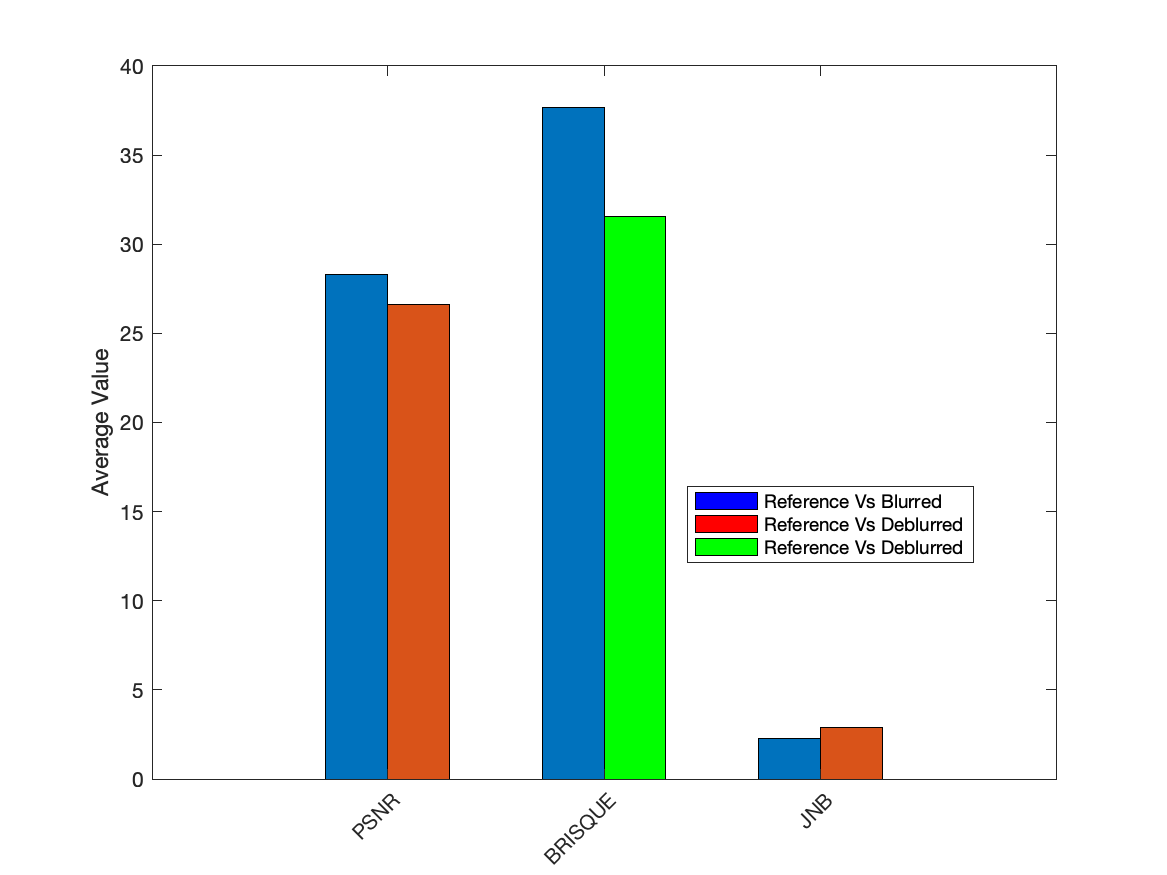 40
35
30
25
20
15
10
5
0
Average Value
Reference Vs Blurred
Reference Vs Deblurred
Reference Vs Deblurred
PSNR
BRISQUE
JNB